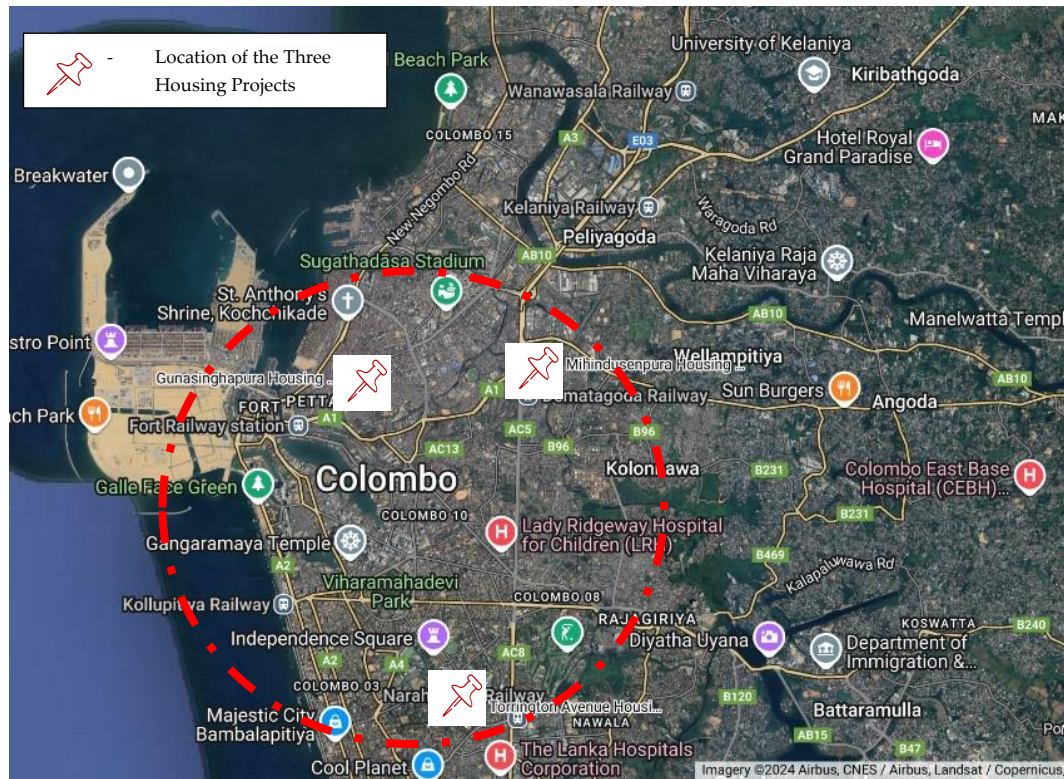 -
Location of the Three
Housing Projects
Beach Park
University of Kelaniya
Kiribathgoda
Wanawasala Railway
COLOMBO 15
A3
E03
MAK
Hotel Royal
Grand Paradise
Breakwater
New Negombo Rd
Kelaniya Railway
Waragoda Rd
Peliyagoda
AB10
Kelaniya Raja
Maha Viharaya
Sugathadasa Stadium
St. Anthony's
Shrine, Kochchikade
AB10
Manelwatta Temp
stro Point
Wellampitiya
Mihindusenpura Housing ...
Gunasinghapura Housing ...
A1
Dematagoda Railway
Sun Burgers
AB10
Angoda
ach Park
FORT
PETTA
A1
Fort Railway station
AC5
AC13
B96
B96
Kolonnawa
B231
Colombo East Base
Hospital (CEBH)...
Colombo
Galle Face Green
COLOMBO 10
B231
Lady Ridgeway Hospital
for Children (LRH)
Gangaramaya Temple
B469
A2
Kalapaluwawa Rd
Viharamahadevi
Park
COLOMBO 08
Kollupitiya Railway
RAJAGIRIYA
KOSWATTA
B240
Independence Square
Diyatha Uyana
Department of
Immigration &...
AC8
A2
A4
COLOMBO 03
Narah
Railway
Torrington Avenue Housi...
B120
Majestic City
Bambalapitiya
NAWALA
Battaramulla
Por
AB15
B47
Cool Planet
The Lanka Hospitals
Corporation
Imagery ©2024 Airbus, CNES / Airbus, Landsat / Copernicu